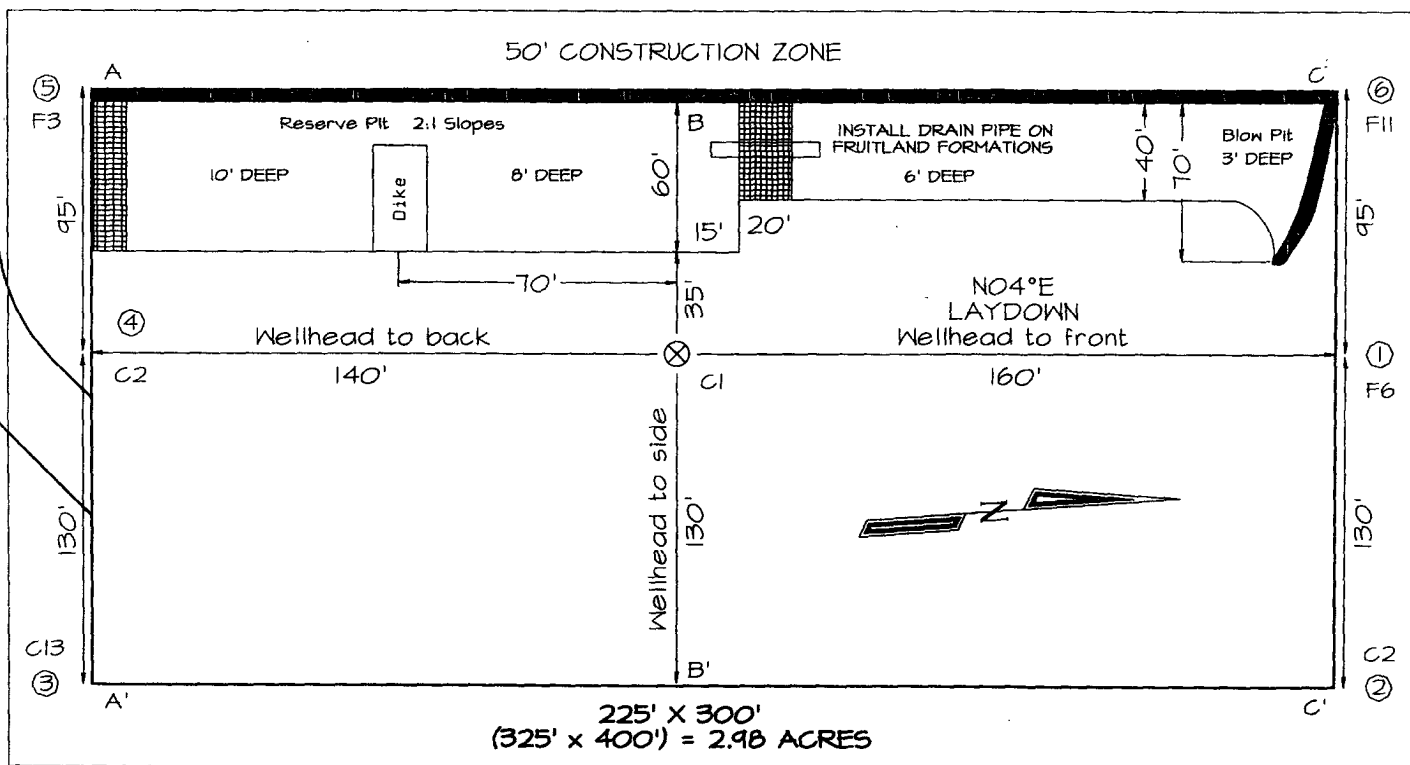 50' CONSTRUCTION ZONE
A
C'
⑤
⑥
F3
F11
Reserve Pit 2:1 Slopes
B
INSTALL DRAIN PIPE ON
FRUITLAND FORMATIONS
Blow Pit
3' DEEP
10' DEEP
Dike
8' DEEP
60'
6' DEEP
40'
70'
95'
15'
20'
95'
70'
35'
N04°E
LAYDOWN
④
Wellhead to back
Wellhead to front
①
C2
140'
C1
160'
F6
Wellhead to side
130'
130'
N
130'
C13
C2
③
②
A'
B'
C'
225' X 300'
(325' x 400') = 2.98 ACRES